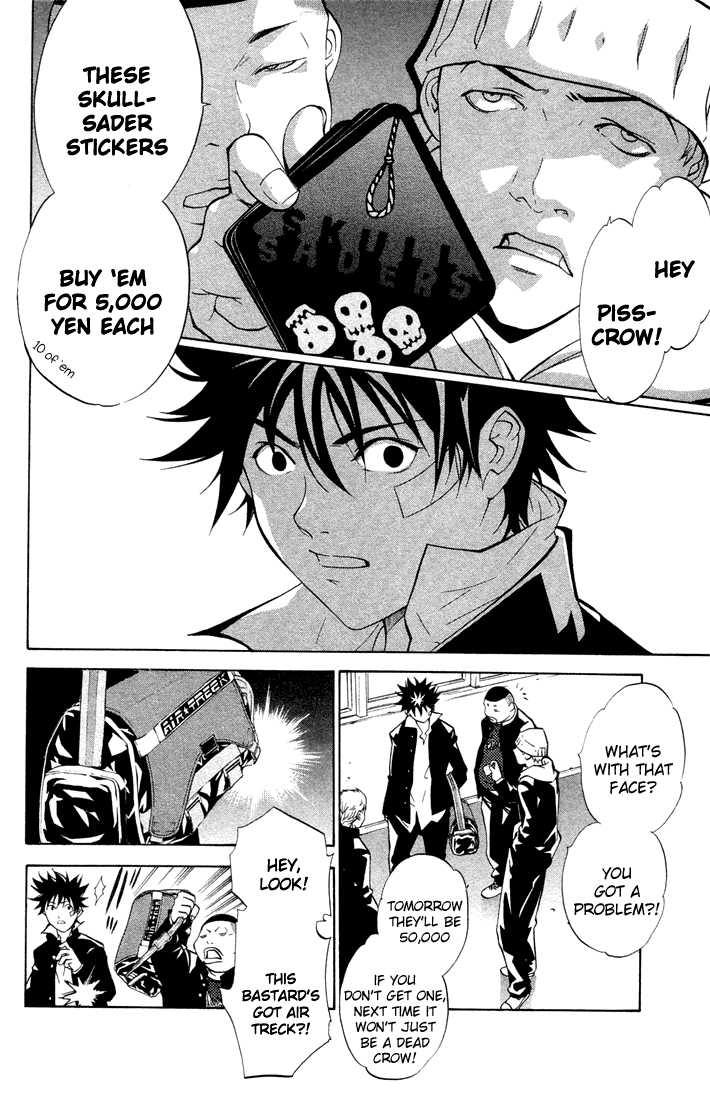 HEY
PISS-
CROW!
SKULL
SADERS
THESE
SKULL-
SADER
STICKERS
BUY 'EM
FOR 5,000
YEN EACH
10 of 'em
WHAT'S
WITH THAT
FACE?
YOU
GOT A
PROBLEM?!
TOMORROW
THEY'LL BE
50,000
IF YOU
DON'T GET ONE,
NEXT TIME IT
WON'T JUST
BE A DEAD
CROW!
HEY,
LOOK!
THIS
BASTARD'S
GOT AIR
TRECK?!